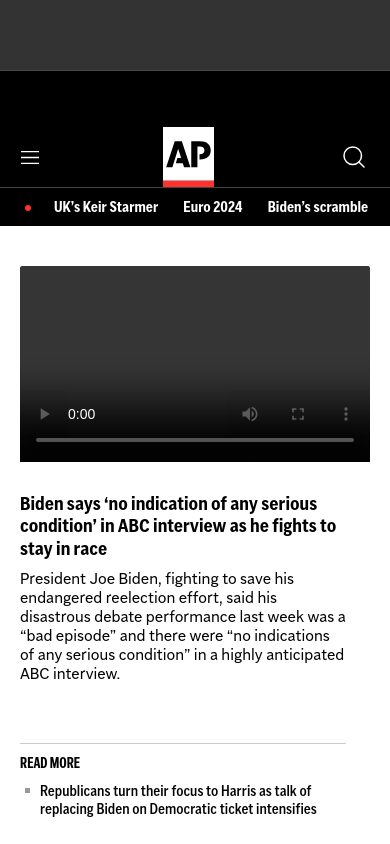 AP
UK's Keir Starmer Euro 2024 Biden's scramble
0:00
Biden says ‘no indication of any serious
condition’ in ABC interview as he fights to
stay in race
President Joe Biden, fighting to save his
endangered reelection effort, said his
disastrous debate performance last week was a
“bad episode” and there were “no indications
of any serious condition” in a highly anticipated
ABC interview.
READ MORE
Republicans turn their focus to Harris as talk of
replacing Biden on Democratic ticket intensifies